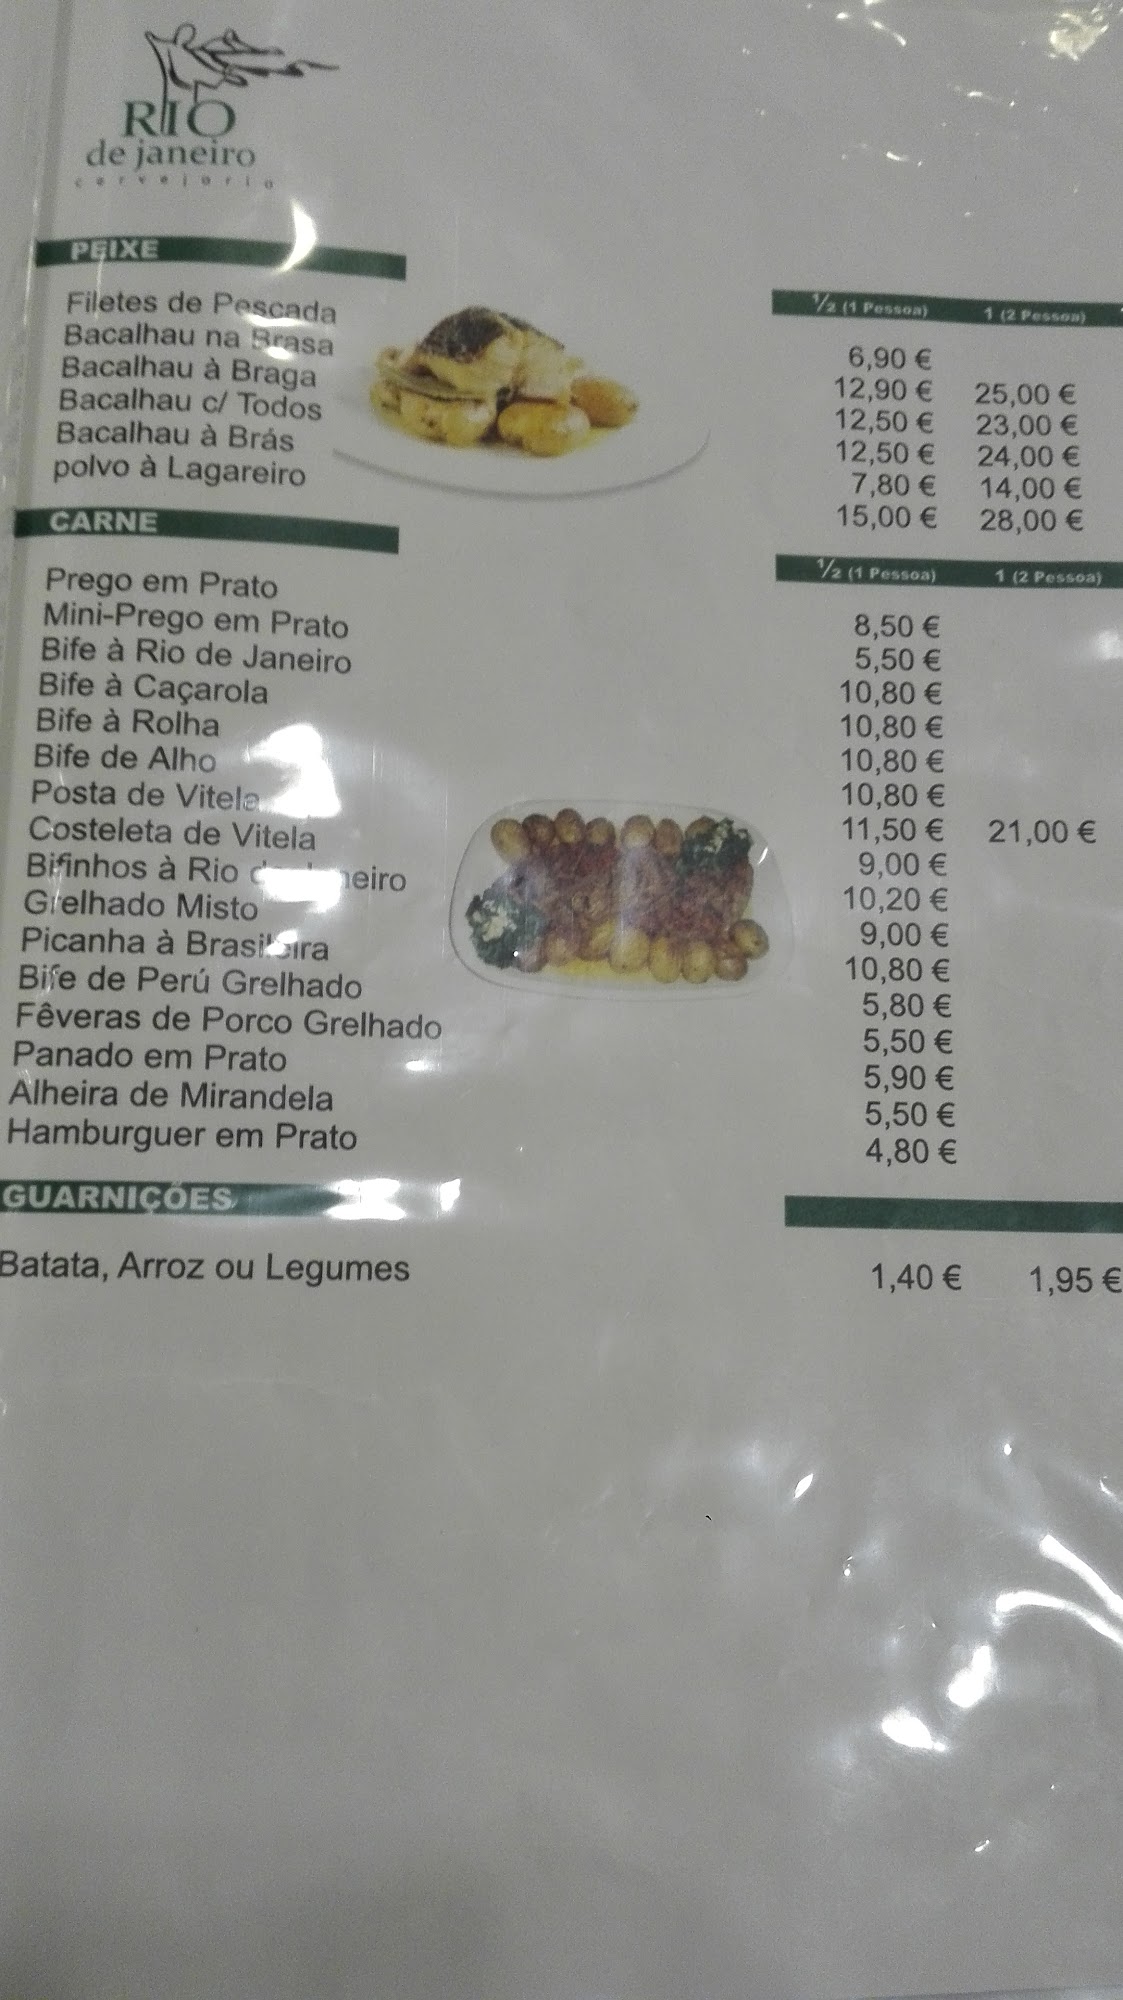 RIO
de janeiro
cervejaria
PEIXE
½ (1 Pessoa) 1 (2 Pessoa)
Filetes de Pescada 6,90 €
Bacalhau na Brasa 12,90 € 25,00 €
Bacalhau à Braga 12,50 € 23,00 €
Bacalhau c/ Todos 12,50 € 24,00 €
Bacalhau à Brás 7,80 € 14,00 €
polvo à Lagareiro 15,00 € 28,00 €
CARNE
½ (1 Pessoa) 1 (2 Pessoa)
Prego em Prato 8,50 €
Mini-Prego em Prato 5,50 €
Bife à Rio de Janeiro 10,80 €
Bife à Caçarola 10,80 €
Bife à Rolha 10,80 €
Bife de Alho 10,80 €
Posta de Vitela 11,50 € 21,00 €
Costeleta de Vitela 9,00 €
Bifinhos à Rio de Janeiro 10,20 €
Grelhado Misto 9,00 €
Picanha à Brasileira 10,80 €
Bife de Perú Grelhado 5,80 €
Fêveras de Porco Grelhado 5,50 €
Panado em Prato 5,90 €
Alheira de Mirandela 5,50 €
Hamburguer em Prato 4,80 €
GUARNIÇÕES
Batata, Arroz ou Legumes 1,40 € 1,95 €